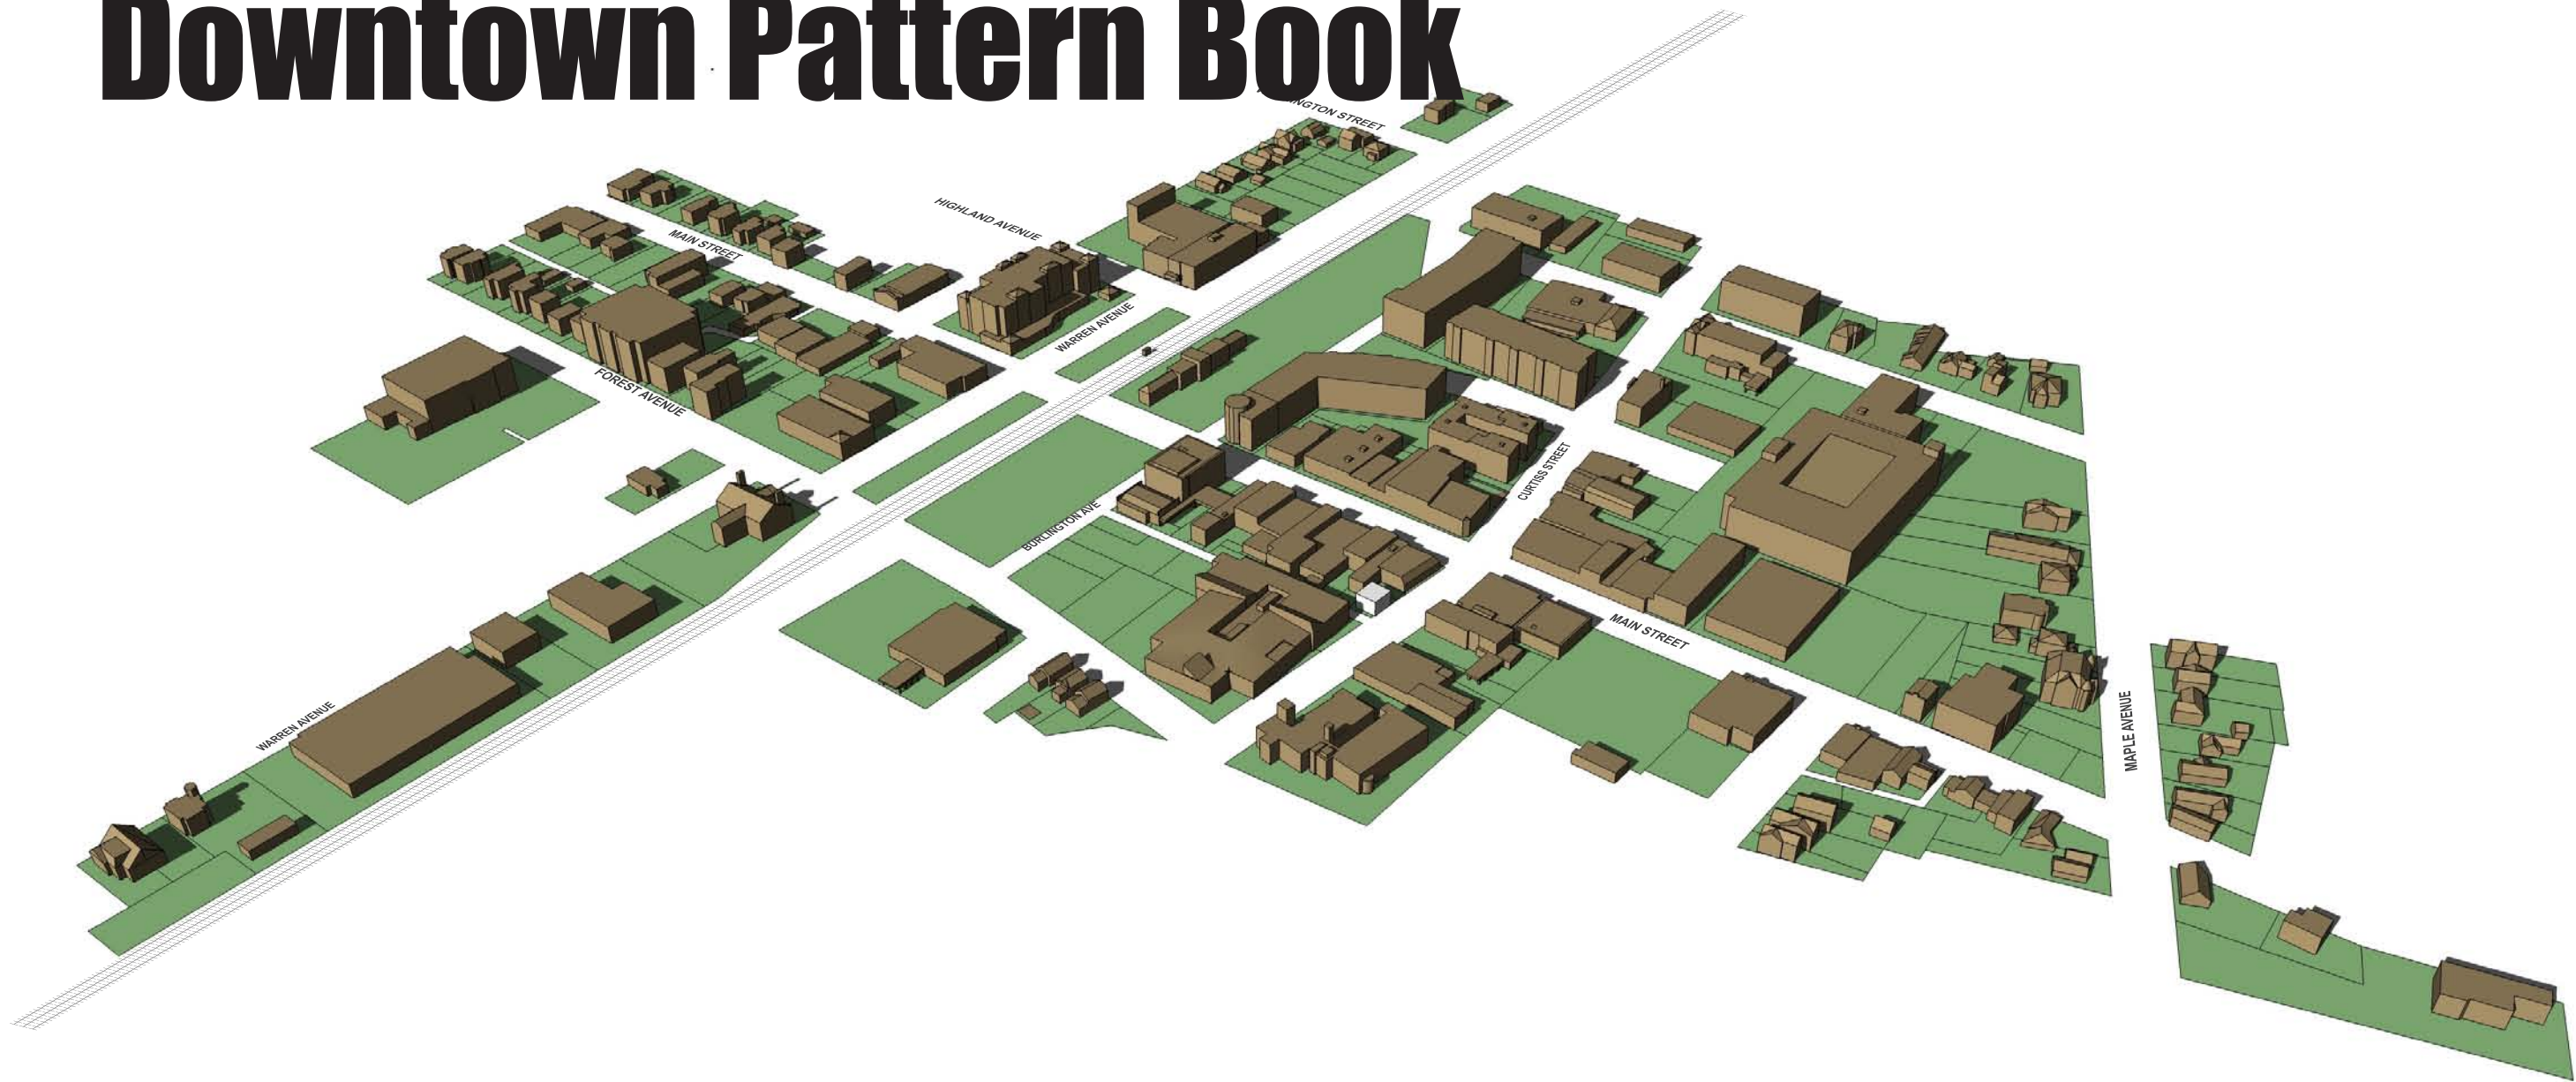 Downtown Pattern Book
STREET
HIGHLAND AVENUE
MAIN STREET
WARREN AVENUE
FOREST AVENUE
CURTISS STREET
BURLINGTON AVE
MAIN STREET
WARREN AVENUE
MAPLE AVENUE